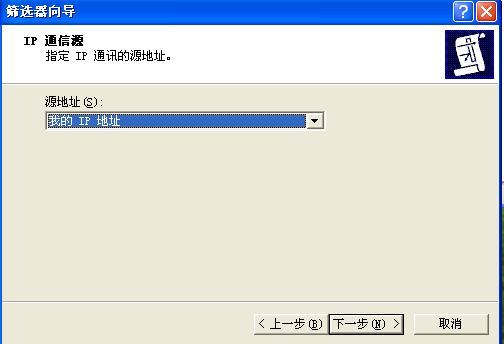 筛选器向导
IP 通信源
指定 IP 通讯的源地址。
源地址(S):
我的 IP 地址
< 上一步(B)
下一步(N) >
取消